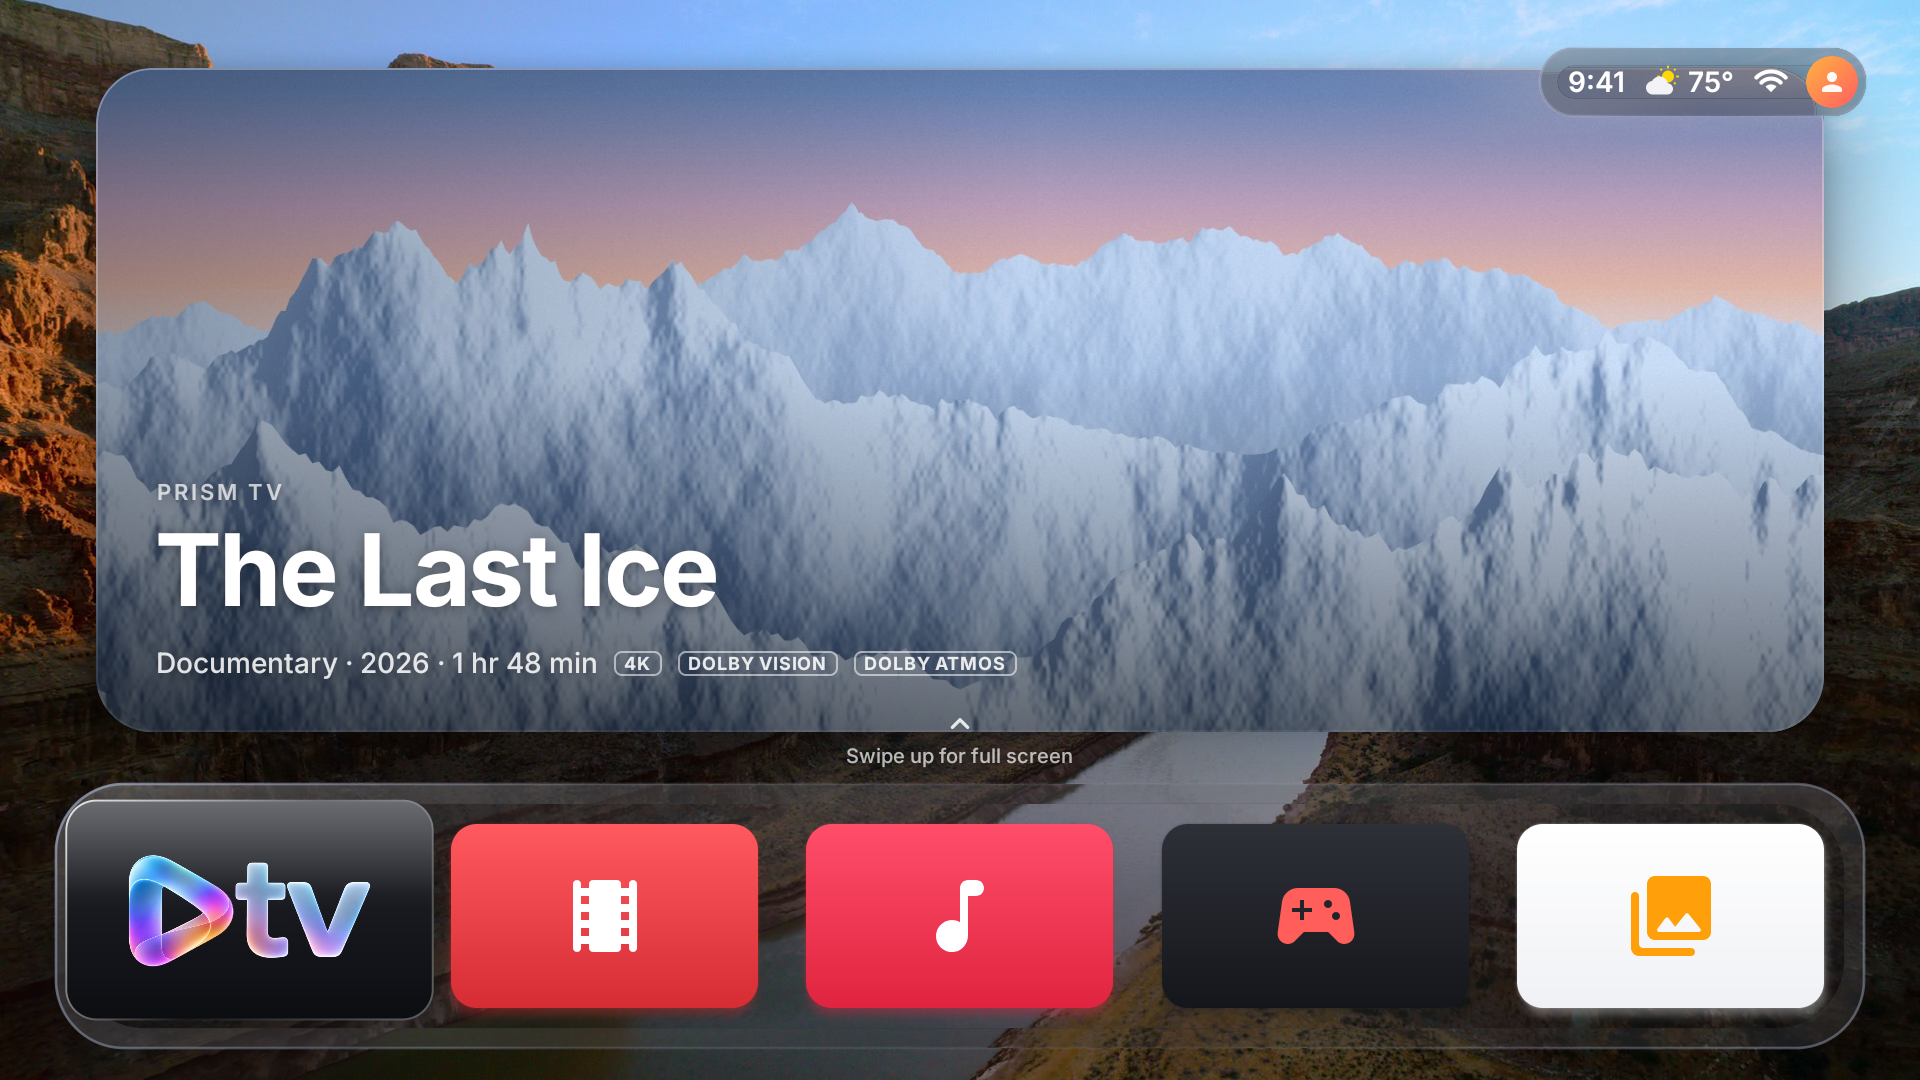 9:41 75°
PRISM TV
The Last Ice
Documentary · 2026 · 1 hr 48 min 4K DOLBY VISION DOLBY ATMOS
Swipe up for full screen
tv